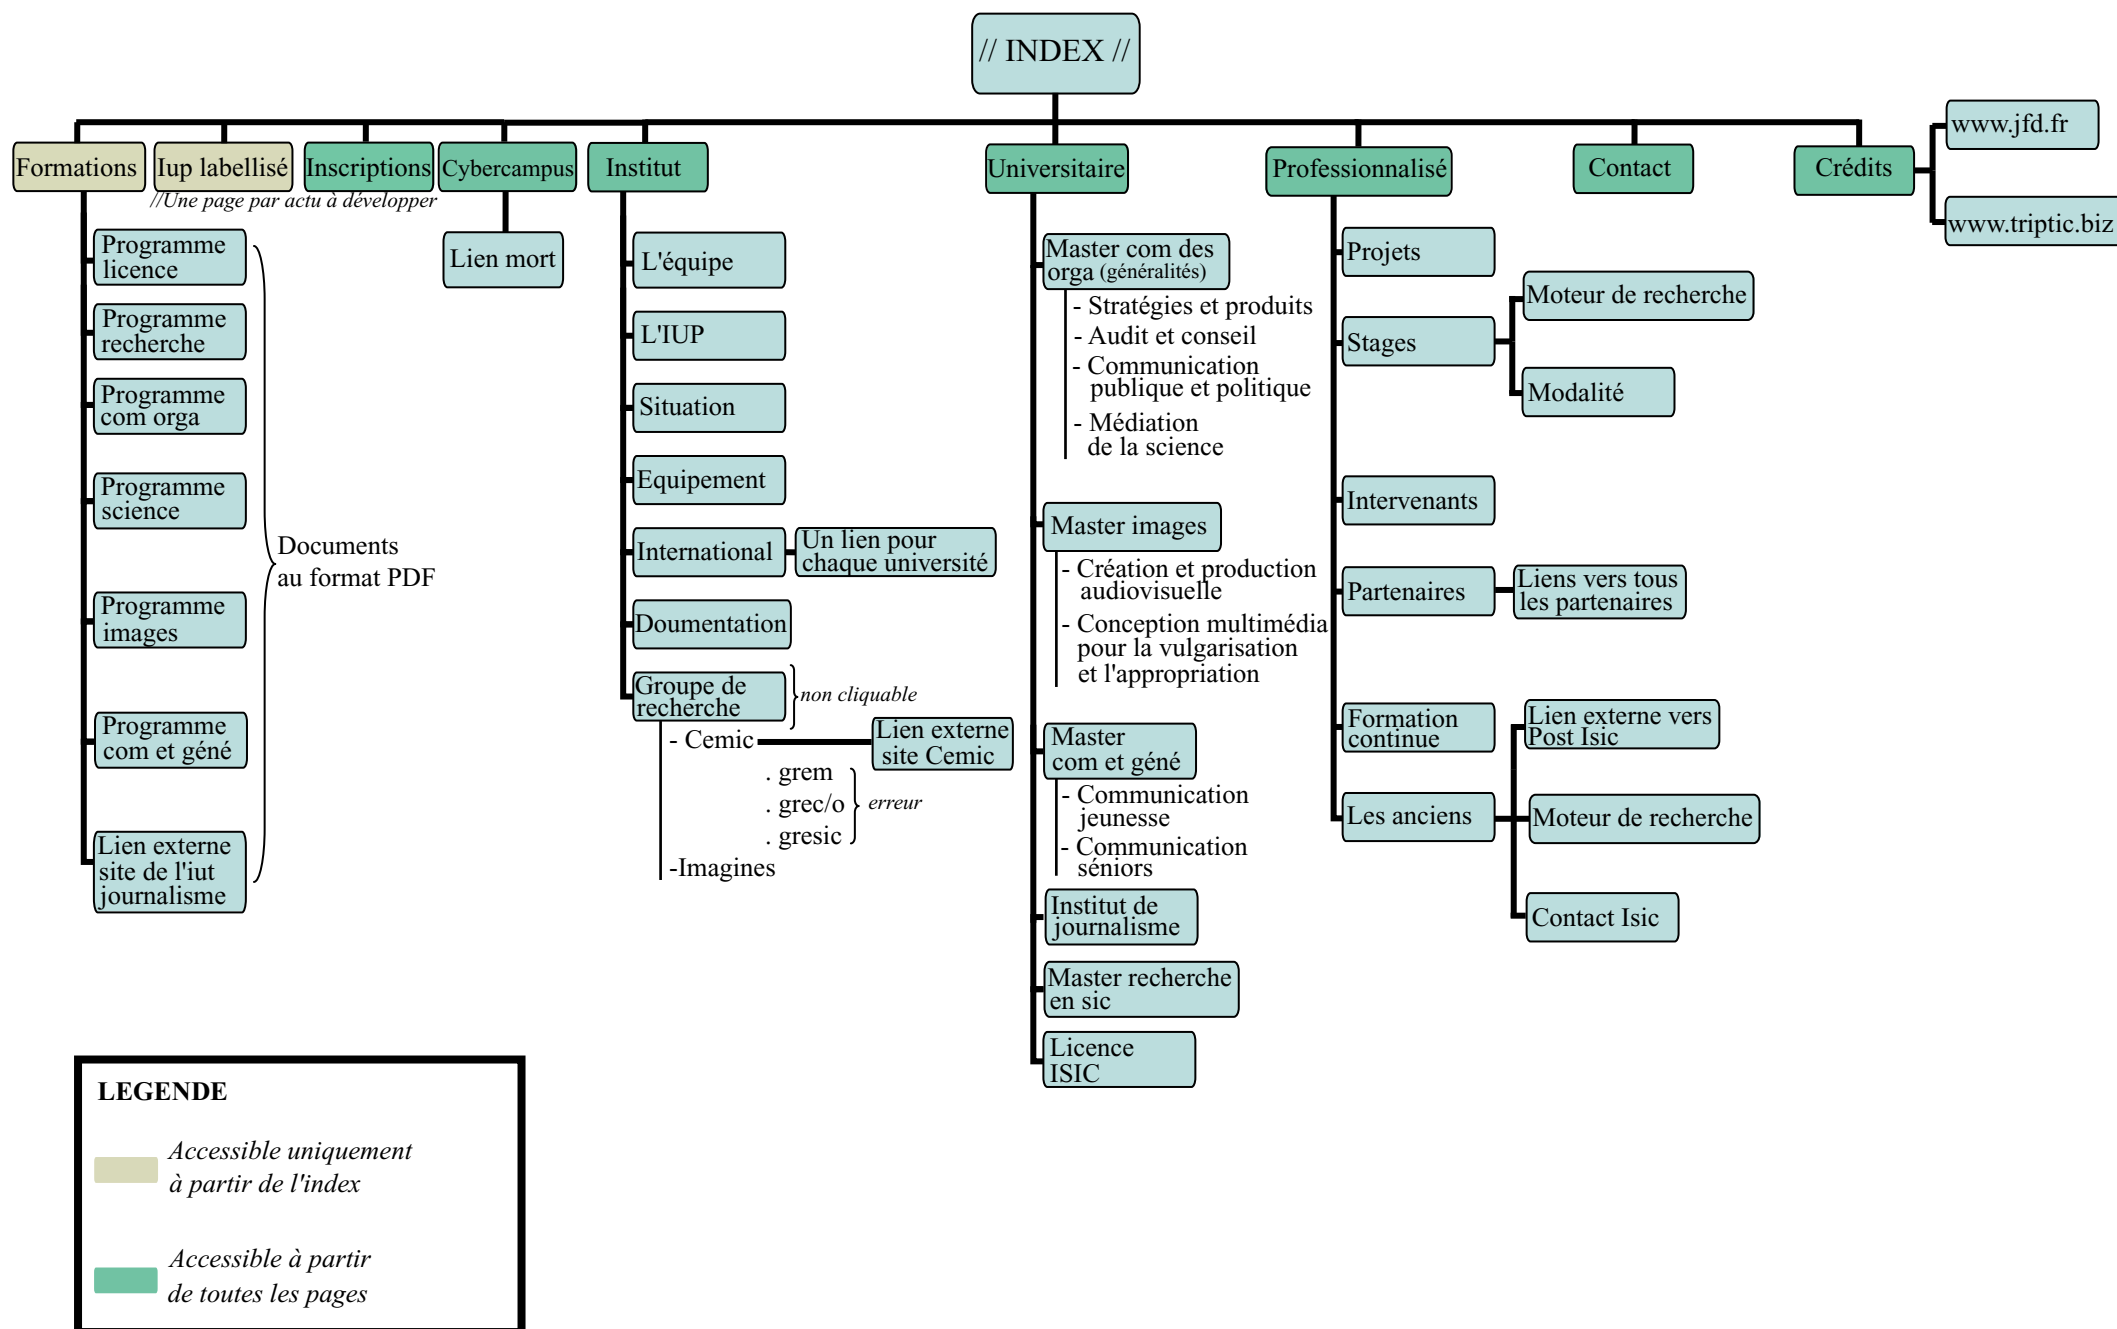 // INDEX //
Formations
Iup labellisé
Inscriptions
Cybercampus
Institut
Universitaire
Professionnalisé
Contact
Crédits
www.jfd.fr
www.triptic.biz
//Une page par actu à développer
Programme
licence
Programme
recherche
Programme
com orga
Programme
science
Programme
images
Programme
com et géné
Lien externe
site de l'iut
journalisme
Documents
au format PDF
Lien mort
L'équipe
L'IUP
Situation
Equipement
International
Un lien pour
chaque université
Doumentation
Groupe de
recherche
non cliquable
- Cemic
Lien externe
site Cemic
. grem
. grec/o
. gresic
erreur
-Imagines
Master com des
orga (généralités)
- Stratégies et produits
- Audit et conseil
- Communication
publique et politique
- Médiation
de la science
Master images
- Création et production
audiovisuelle
- Conception multimédia
pour la vulgarisation
et l'appropriation
Master
com et géné
- Communication
jeunesse
- Communication
séniors
Institut de
journalisme
Master recherche
en sic
Licence
ISIC
Projets
Stages
Moteur de recherche
Modalité
Intervenants
Partenaires
Liens vers tous
les partenaires
Formation
continue
Les anciens
Lien externe vers
Post Isic
Moteur de recherche
Contact Isic
LEGENDE
Accessible uniquement
à partir de l'index
Accessible à partir
de toutes les pages